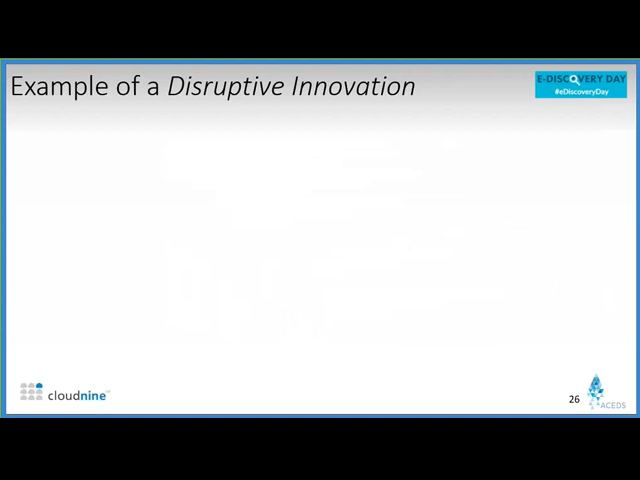 Example of a Disruptive Innovation
E-DISCOVERY DAY
#eDiscoveryDay
cloudnine
26
ACEDS